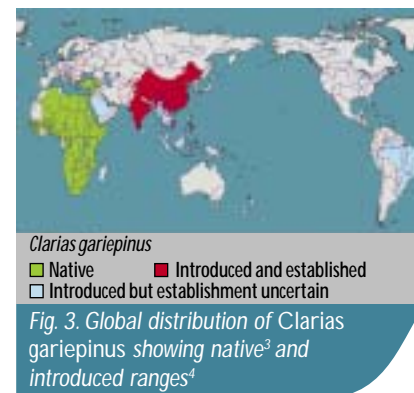 Clarias gariepinus
Native Introduced and established
Introduced but establishment uncertain
Fig. 3. Global distribution of Clarias
gariepinus showing native³ and
introduced ranges⁴